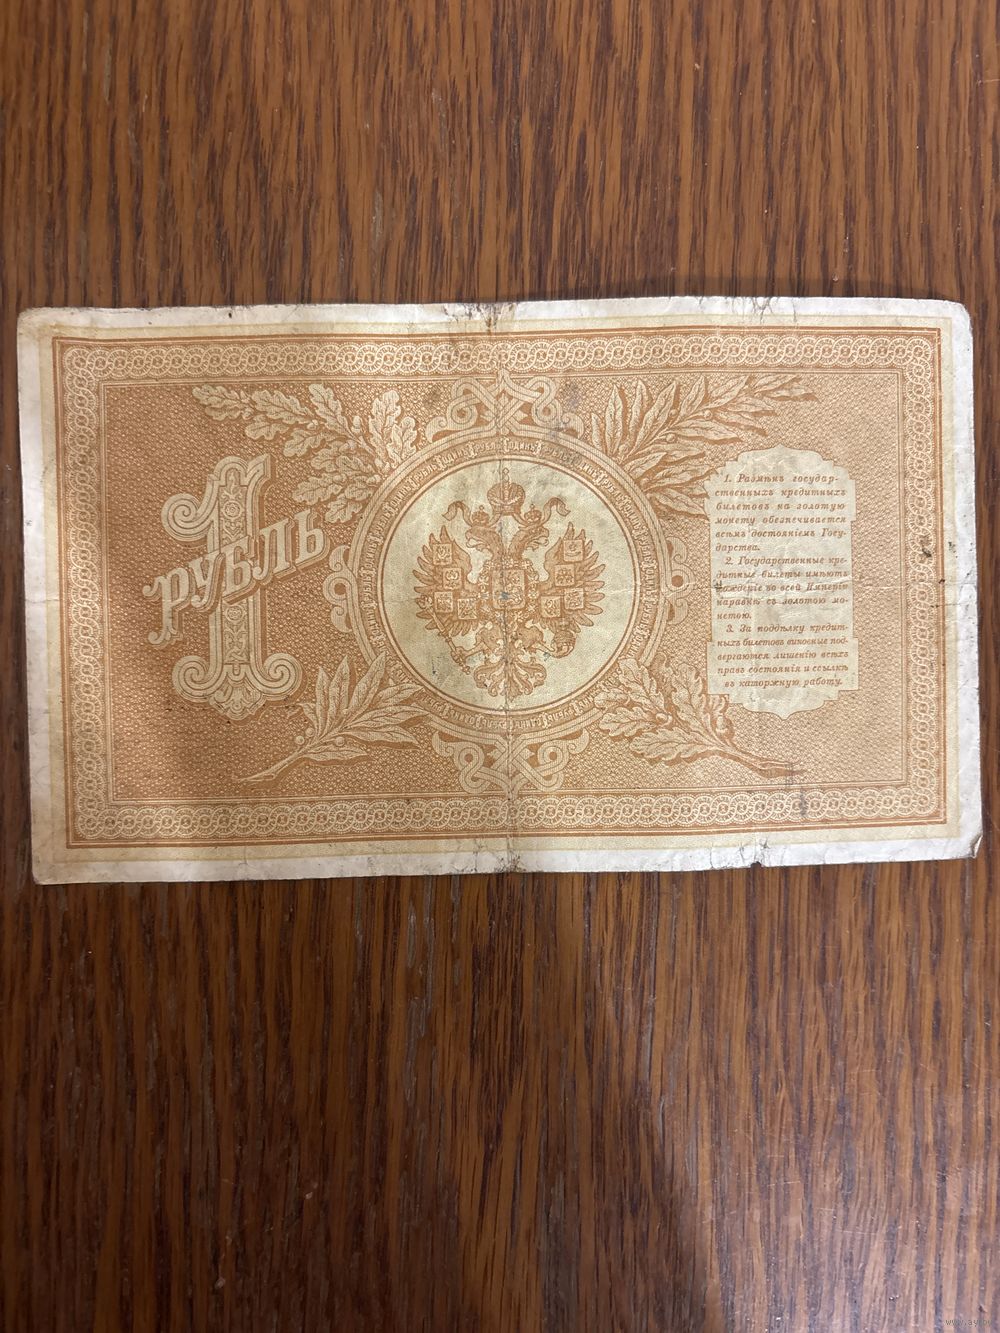 1
РУБЛЬ
1. Размѣнъ государ-
ственныхъ кредитныхъ
билетовъ на золотую
монету обезпечивается
всѣмъ достояніемъ Госу-
дарства.
2. Государственные кре-
дитные билеты имѣютъ
хожденіе во всей Имперіи
наравнѣ съ золотою мо-
нетою.
3. За поддѣлку кредит-
ныхъ билетовъ виновные под-
вергаются лишенію всѣхъ
правъ состоянія и ссылкѣ
въ каторжную работу.